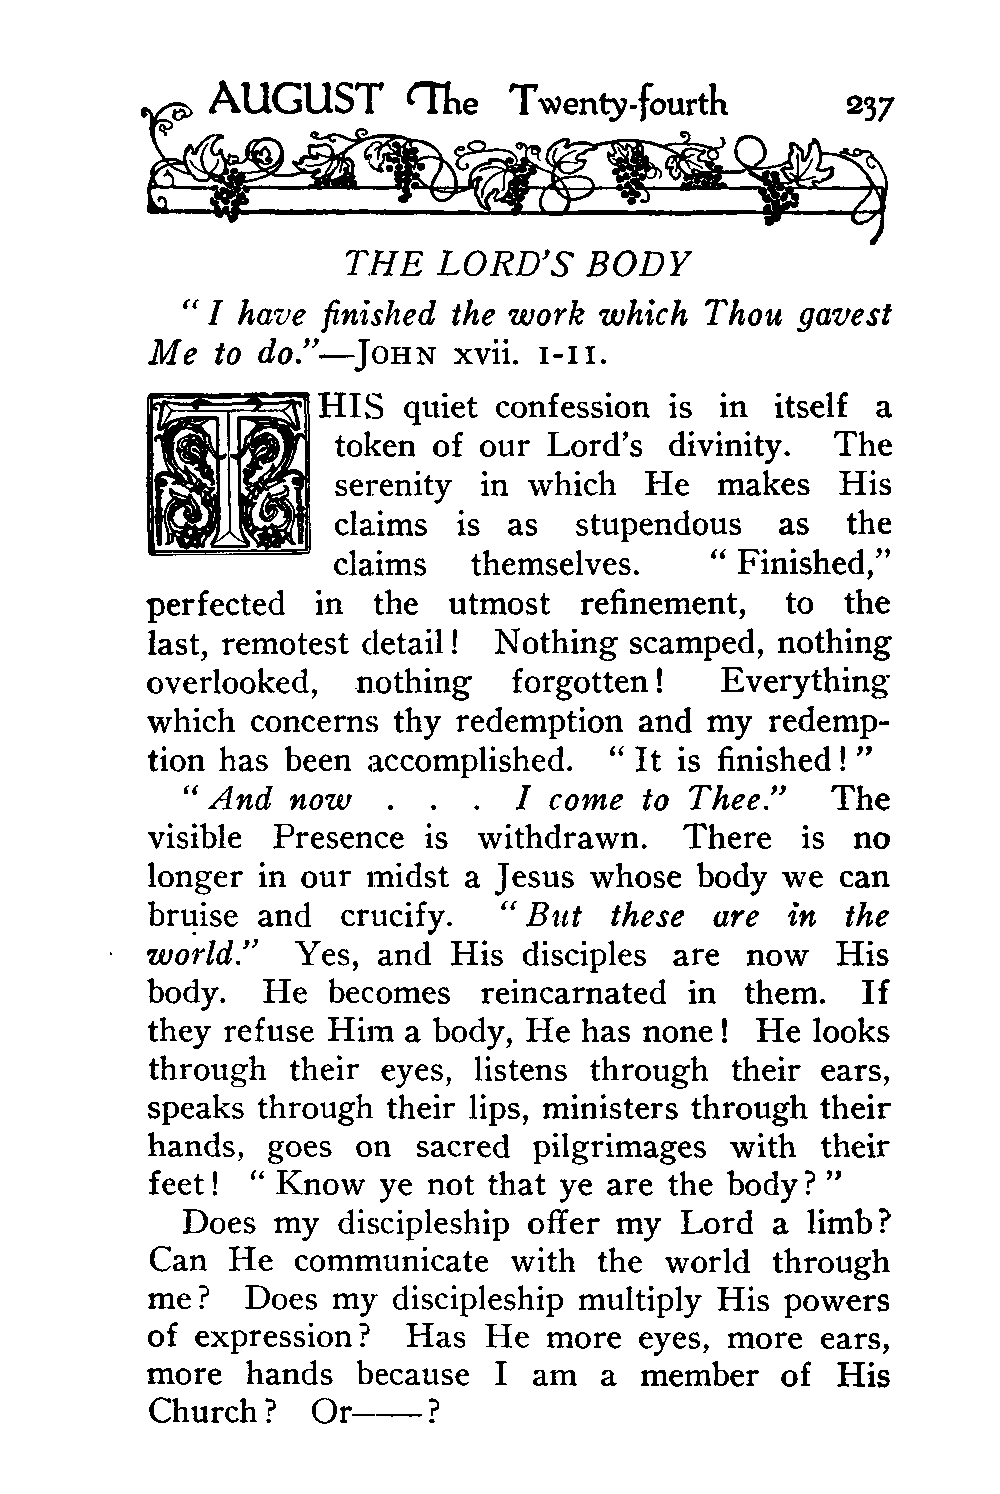 AUGUST The Twenty-fourth 237
THE LORD'S BODY
" I have finished the work which Thou gavest
Me to do."—JOHN xvii. 1-11.
THIS quiet confession is in itself a
token of our Lord's divinity. The
serenity in which He makes His
claims is as stupendous as the
claims themselves. " Finished,"
perfected in the utmost refinement, to the
last, remotest detail! Nothing scamped, nothing
overlooked, nothing forgotten! Everything
which concerns thy redemption and my redemp-
tion has been accomplished. " It is finished! "
" And now . . . I come to Thee." The
visible Presence is withdrawn. There is no
longer in our midst a Jesus whose body we can
bruise and crucify. " But these are in the
world." Yes, and His disciples are now His
body. He becomes reincarnated in them. If
they refuse Him a body, He has none! He looks
through their eyes, listens through their ears,
speaks through their lips, ministers through their
hands, goes on sacred pilgrimages with their
feet! " Know ye not that ye are the body? "
Does my discipleship offer my Lord a limb?
Can He communicate with the world through
me? Does my discipleship multiply His powers
of expression? Has He more eyes, more ears,
more hands because I am a member of His
Church? Or——?